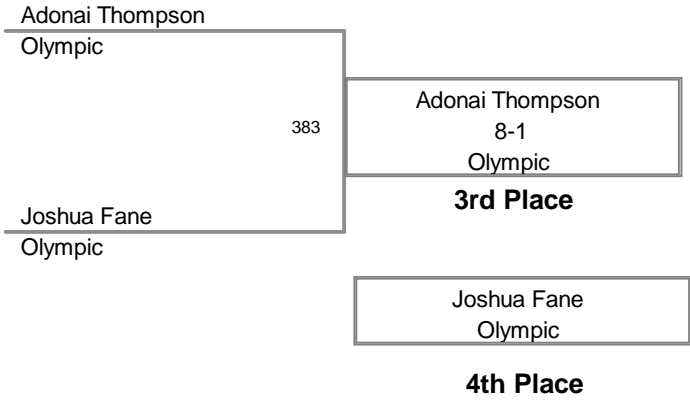 Adonai Thompson
Olympic
383
Adonai Thompson
8-1
Olympic
3rd Place
Joshua Fane
Olympic
Joshua Fane
Olympic
4th Place